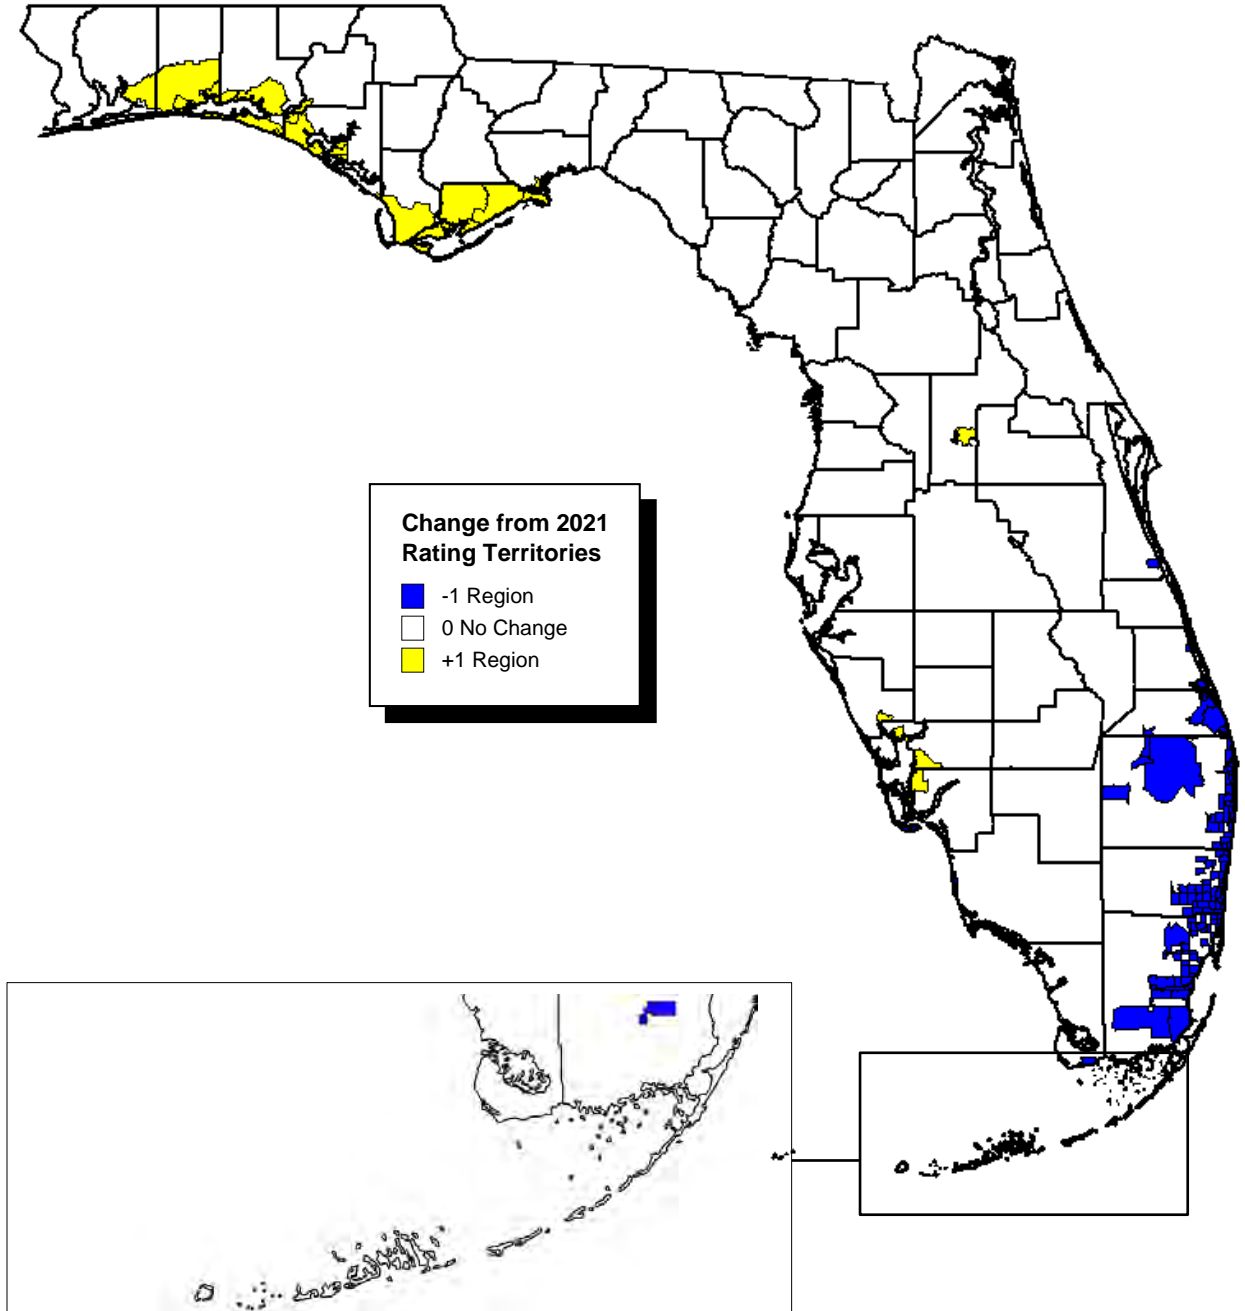 Change from 2021
Rating Territories
-1 Region
0 No Change
+1 Region